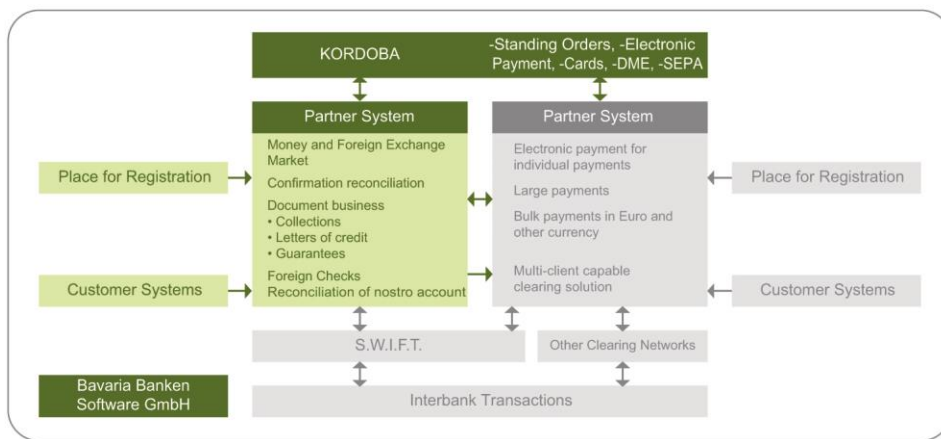 KORDOBA
-Standing Orders, -Electronic
Payment, -Cards, -DME, -SEPA
Partner System
Money and Foreign Exchange
Market
Confirmation reconciliation
Document business
• Collections
• Letters of credit
• Guarantees
Foreign Checks
Reconciliation of nostro account
Partner System
Electronic payment for
individual payments
Large payments
Bulk payments in Euro and
other currency
Multi-client capable
clearing solution
Place for Registration
Customer Systems
Place for Registration
Customer Systems
S.W.I.F.T.
Other Clearing Networks
Interbank Transactions
Bavaria Banken
Software GmbH